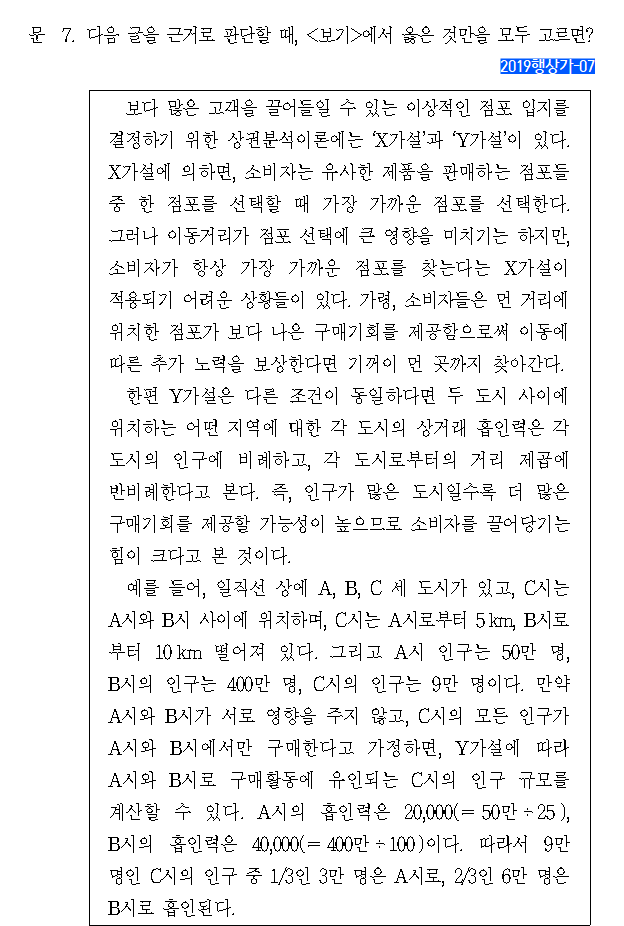 문 7. 다음 글을 근거로 판단할 때, <보기>에서 옳은 것만을 모두 고르면?
2019행상가-07
보다 많은 고객을 끌어들일 수 있는 이상적인 점포 입지를
결정하기 위한 상권분석이론에는 ‘X가설’과 ‘Y가설’이 있다.
X가설에 의하면, 소비자는 유사한 제품을 판매하는 점포들
중 한 점포를 선택할 때 가장 가까운 점포를 선택한다.
그러나 이동거리가 점포 선택에 큰 영향을 미치기는 하지만,
소비자가 항상 가장 가까운 점포를 찾는다는 X가설이
적용되기 어려운 상황들이 있다. 가령, 소비자들은 먼 거리에
위치한 점포가 보다 나은 구매기회를 제공함으로써 이동에
따른 추가 노력을 보상한다면 기꺼이 먼 곳까지 찾아간다.
한편 Y가설은 다른 조건이 동일하다면 두 도시 사이에
위치하는 어떤 지역에 대한 각 도시의 상거래 흡인력은 각
도시의 인구에 비례하고, 각 도시로부터의 거리 제곱에
반비례한다고 본다. 즉, 인구가 많은 도시일수록 더 많은
구매기회를 제공할 가능성이 높으므로 소비자를 끌어당기는
힘이 크다고 본 것이다.
예를 들어, 일직선 상에 A, B, C 세 도시가 있고, C시는
A시와 B시 사이에 위치하며, C시는 A시로부터 5 km, B시로
부터 10 km 떨어져 있다. 그리고 A시 인구는 50만 명,
B시의 인구는 400만 명, C시의 인구는 9만 명이다. 만약
A시와 B시가 서로 영향을 주지 않고, C시의 모든 인구가
A시와 B시에서만 구매한다고 가정하면, Y가설에 따라
A시와 B시로 구매활동에 유인되는 C시의 인구 규모를
계산할 수 있다. A시의 흡인력은 20,000(= 50만 ÷ 25 ),
B시의 흡인력은 40,000(= 400만 ÷ 100 )이다. 따라서 9만
명인 C시의 인구 중 1/3인 3만 명은 A시로, 2/3인 6만 명은
B시로 흡인된다.